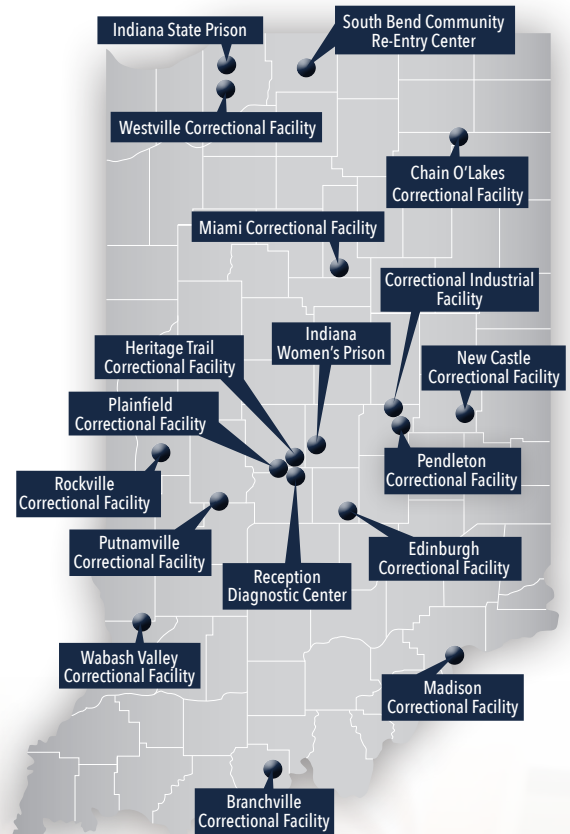 Indiana State Prison
South Bend Community
Re-Entry Center
Westville Correctional Facility
Chain O'Lakes
Correctional Facility
Miami Correctional Facility
Correctional Industrial
Facility
Heritage Trail
Correctional Facility
Indiana
Women's Prison
New Castle
Correctional Facility
Plainfield
Correctional Facility
Pendleton
Correctional Facility
Rockville
Correctional Facility
Putnamville
Correctional Facility
Reception
Diagnostic Center
Edinburgh
Correctional Facility
Wabash Valley
Correctional Facility
Madison
Correctional Facility
Branchville
Correctional Facility